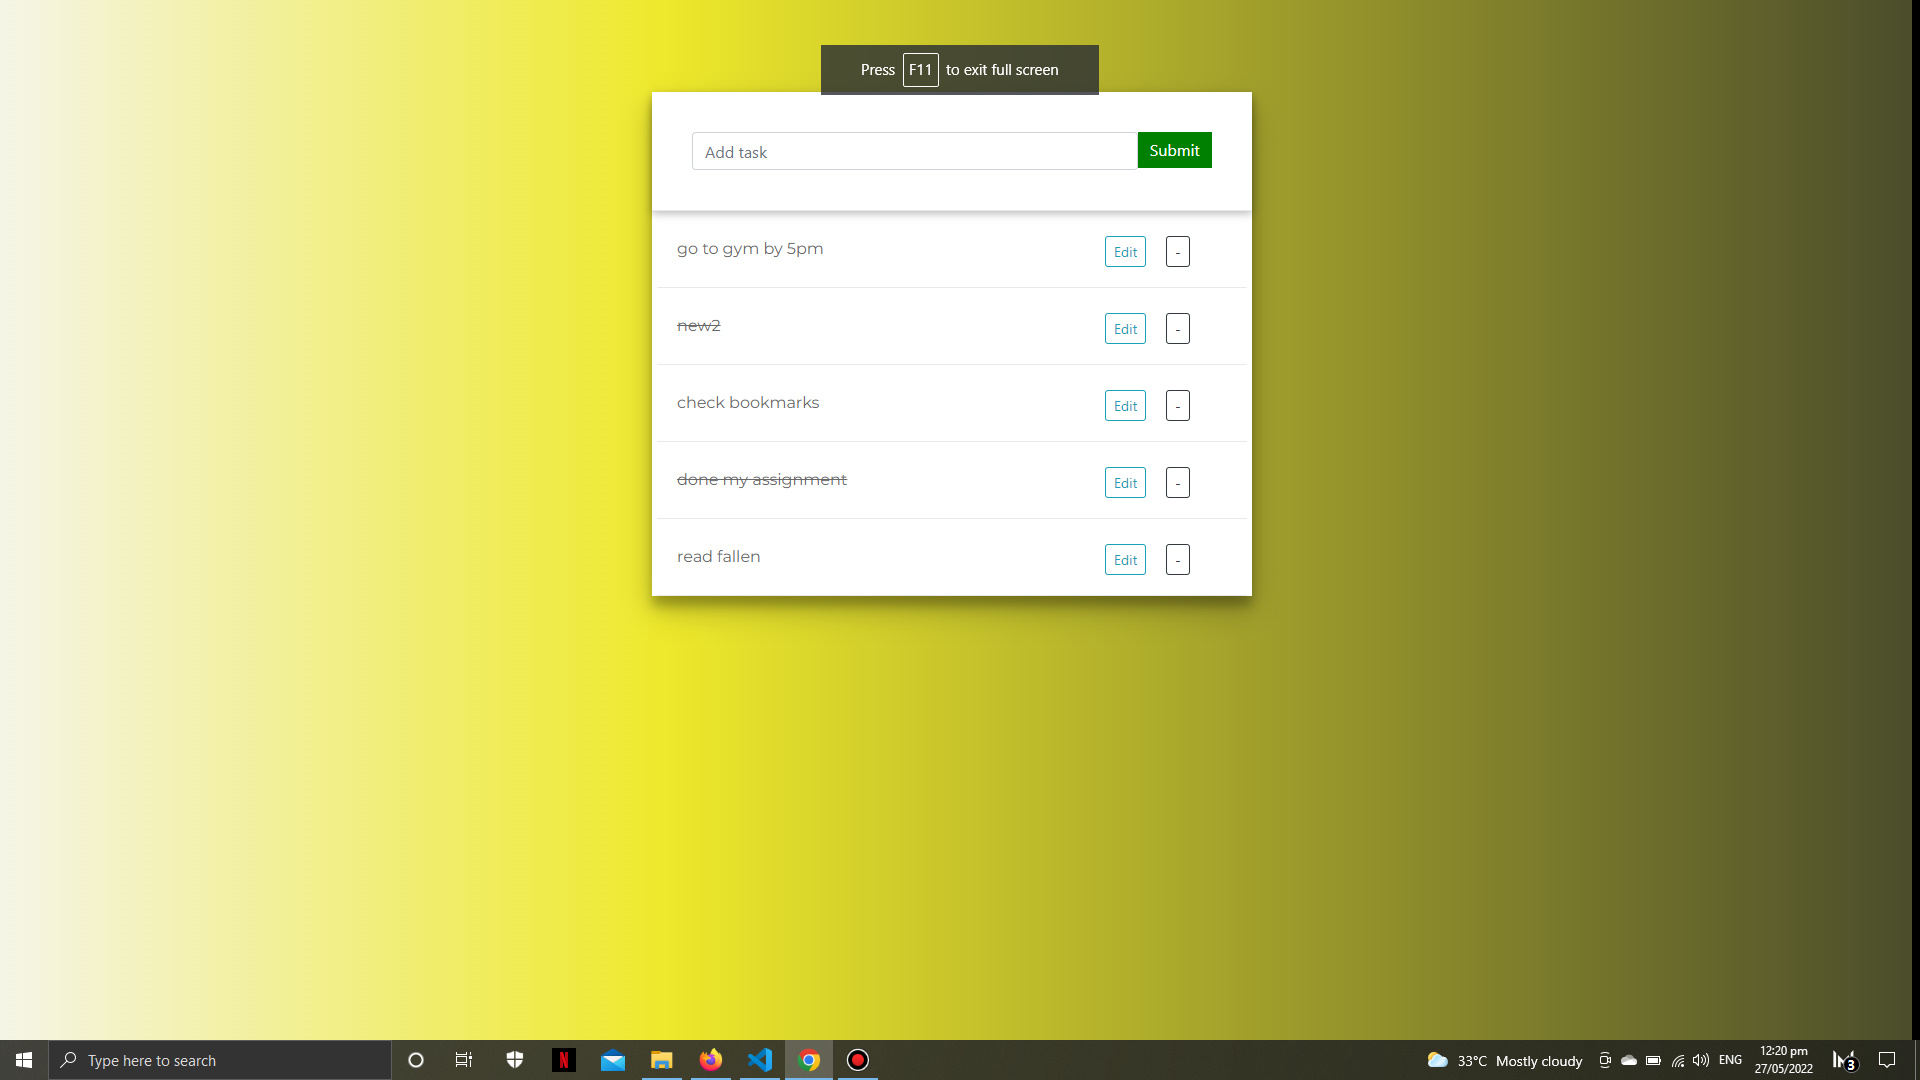 Press F11 to exit full screen
Add task Submit
go to gym by 5pm Edit -
new2 Edit -
check bookmarks Edit -
done my assignment Edit -
read fallen Edit -
Type here to search
33°C Mostly cloudy
ENG
12:20 pm
27/05/2022
3